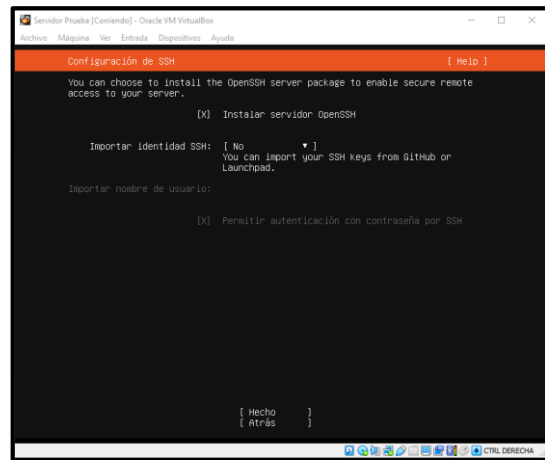 Servidor Prueba [Corriendo] - Oracle VM VirtualBox
Archivo Máquina Ver Entrada Dispositivos Ayuda
Configuración de SSH [ Help ]
You can choose to install the OpenSSH server package to enable secure remote
access to your server.
[X] Instalar servidor OpenSSH
Importar identidad SSH: [ No ▾ ]
You can import your SSH keys from GitHub or
Launchpad.
Importar nombre de usuario:
[X] Permitir autenticación con contraseña por SSH
[ Hecho ]
[ Atrás ]
CTRL DERECHA